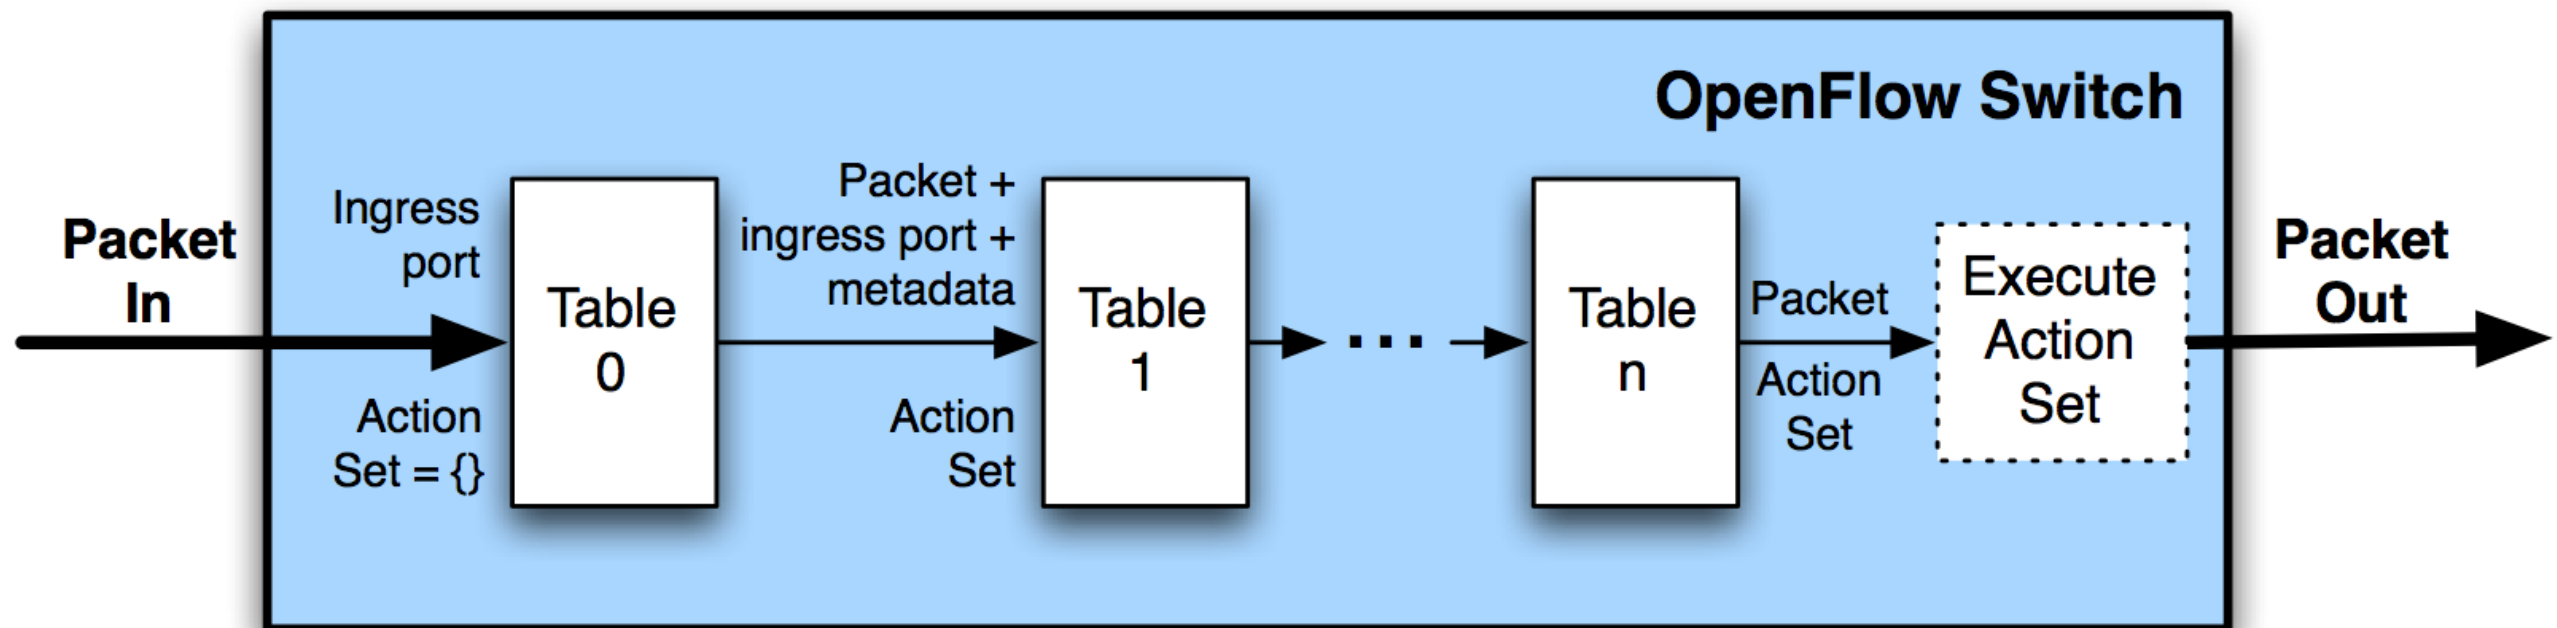 OpenFlow Switch
Packet
In
Ingress
port
Action
Set = {}
Table
0
Packet +
ingress port +
metadata
Action
Set
Table
1
...
Table
n
Packet
Action
Set
Execute
Action
Set
Packet
Out